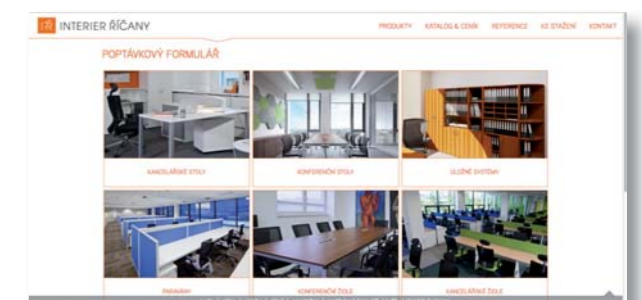 INTERIER ŘÍČANY
PRODUKTY KATALOG & CENÍK REFERENCE KE STAŽENÍ KONTAKT
POPTÁVKOVÝ FORMULÁŘ
KANCELÁŘSKÉ STOLY KONFERENČNÍ STOLY ÚLOŽNÉ SYSTÉMY
PARAVÁNY KONFERENČNÍ ŽIDLE KANCELÁŘSKÉ ŽIDLE